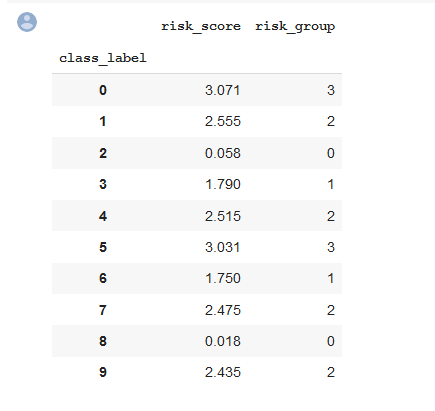 risk_score risk_group
class_label
0 3.071 3
1 2.555 2
2 0.058 0
3 1.790 1
4 2.515 2
5 3.031 3
6 1.750 1
7 2.475 2
8 0.018 0
9 2.435 2